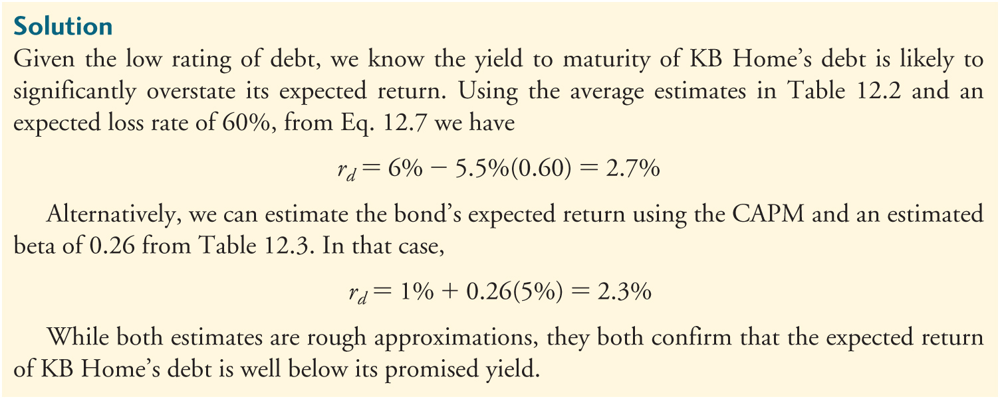 Solution
Given the low rating of debt, we know the yield to maturity of KB Home’s debt is likely to
significantly overstate its expected return. Using the average estimates in Table 12.2 and an
expected loss rate of 60%, from Eq. 12.7 we have
r_d = 6% − 5.5%(0.60) = 2.7%
Alternatively, we can estimate the bond’s expected return using the CAPM and an estimated
beta of 0.26 from Table 12.3. In that case,
r_d = 1% + 0.26(5%) = 2.3%
While both estimates are rough approximations, they both confirm that the expected return
of KB Home’s debt is well below its promised yield.